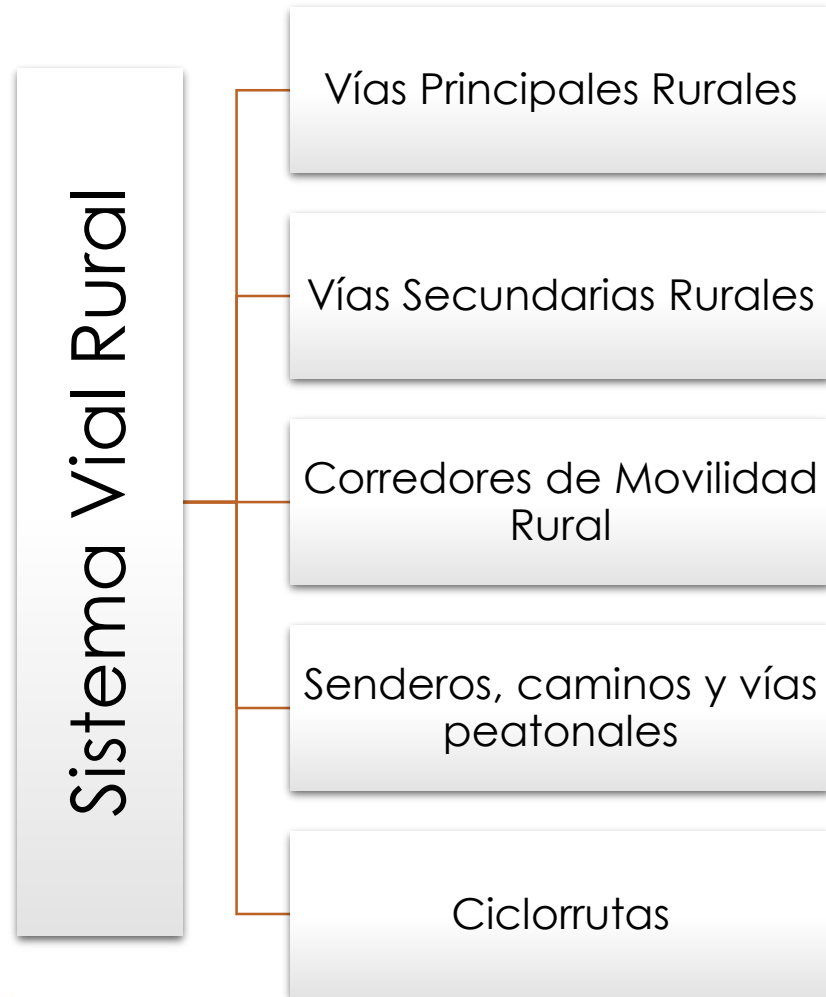 Sistema Vial Rural
Vías Principales Rurales
Vías Secundarias Rurales
Corredores de Movilidad
Rural
Senderos, caminos y vías
peatonales
Ciclorrutas